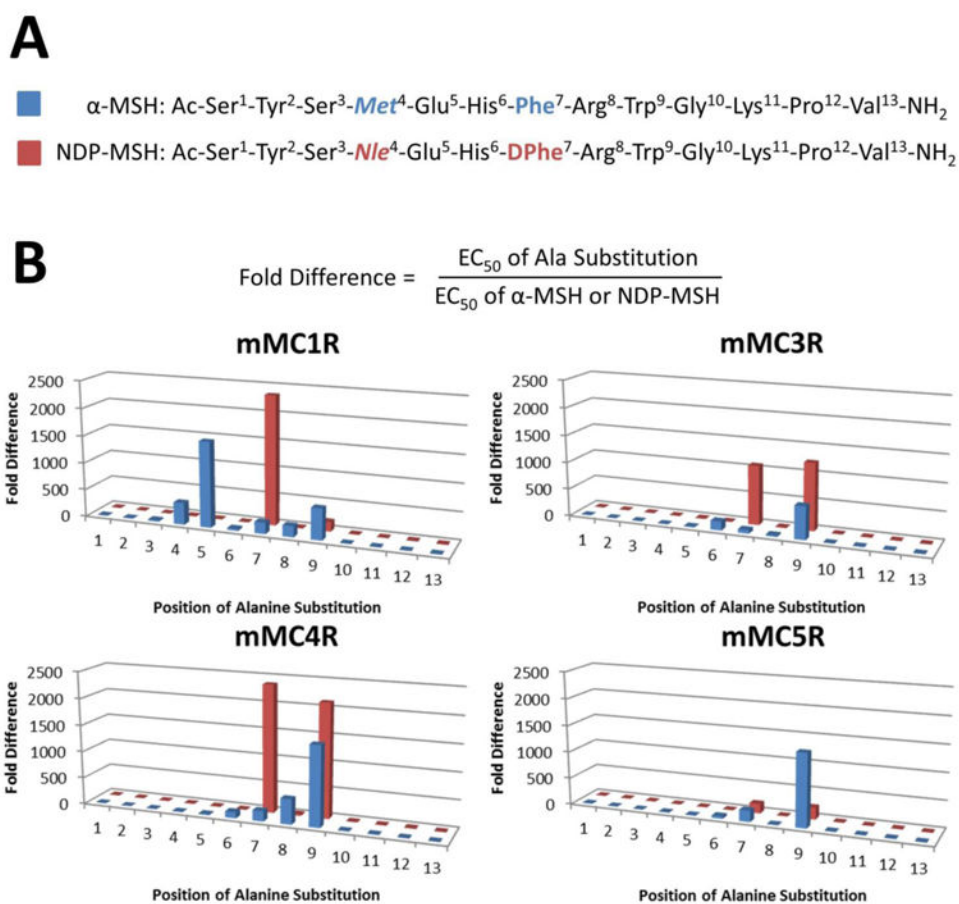 A
α-MSH: Ac-Ser¹-Tyr²-Ser³-Met⁴-Glu⁵-His⁶-Phe⁷-Arg⁸-Trp⁹-Gly¹⁰-Lys¹¹-Pro¹²-Val¹³-NH₂
NDP-MSH: Ac-Ser¹-Tyr²-Ser³-Nle⁴-Glu⁵-His⁶-DPhe⁷-Arg⁸-Trp⁹-Gly¹⁰-Lys¹¹-Pro¹²-Val¹³-NH₂
B
Fold Difference =
EC₅₀ of Ala Substitution
EC₅₀ of α-MSH or NDP-MSH
mMC1R
Fold Difference
2500
2000
1500
1000
500
0
1 2 3 4 5 6 7 8 9 10 11 12 13
Position of Alanine Substitution
mMC3R
Fold Difference
2500
2000
1500
1000
500
0
1 2 3 4 5 6 7 8 9 10 11 12 13
Position of Alanine Substitution
mMC4R
Fold Difference
2500
2000
1500
1000
500
0
1 2 3 4 5 6 7 8 9 10 11 12 13
Position of Alanine Substitution
mMC5R
Fold Difference
2500
2000
1500
1000
500
0
1 2 3 4 5 6 7 8 9 10 11 12 13
Position of Alanine Substitution